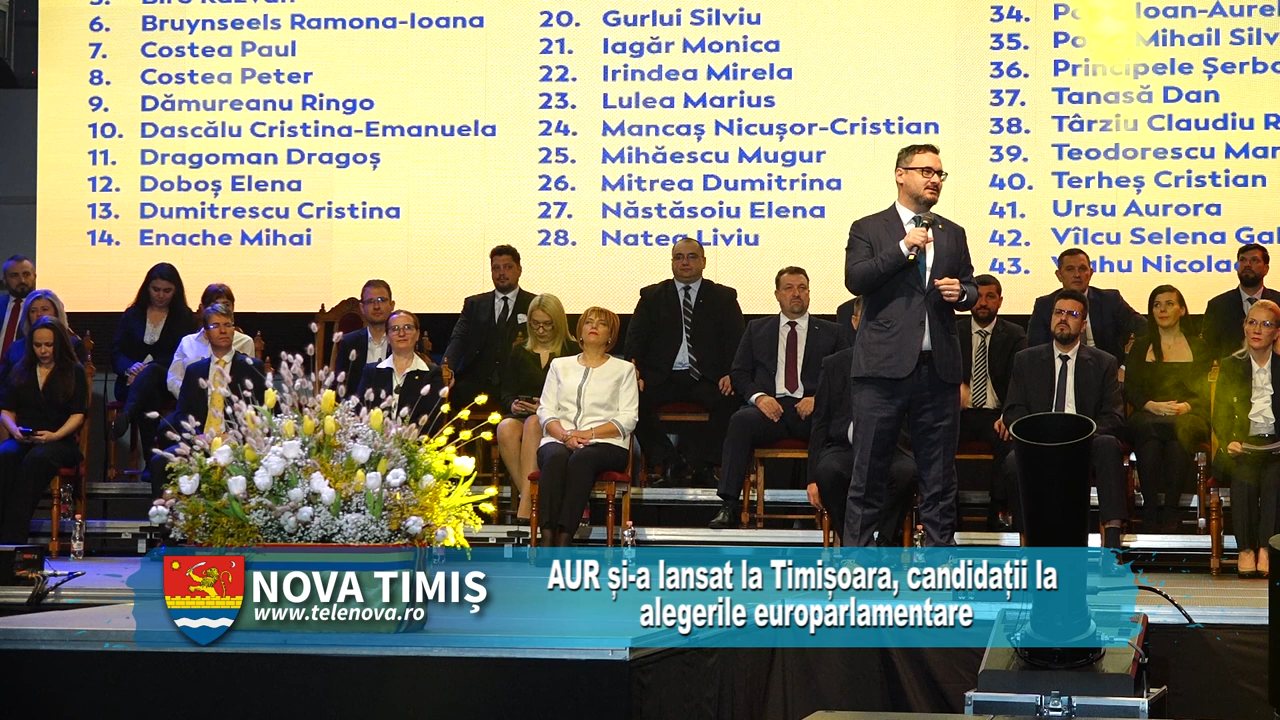 6. Bruynseels Ramona-Ioana
7. Costea Paul
8. Costea Peter
9. Dămureanu Ringo
10. Dascălu Cristina-Emanuela
11. Dragoman Dragoș
12. Doboș Elena
13. Dumitrescu Cristina
14. Enache Mihai
20. Gurlui Silviu
21. Iagăr Monica
22. Irindea Mirela
23. Lulea Marius
24. Mancaș Nicușor-Cristian
25. Mihăescu Mugur
26. Mitrea Dumitrina
27. Năstăsoiu Elena
28. Natea Liviu
34. Ioan-Aurel
35. Mihail
36. Principele
37. Tanasă Dan
38. Târziu Claudiu R
39. Teodorescu
40. Terheș Cristian
41. Ursu Aurora
42. Vîlcu Selena
43.
NOVA TIMIȘ
www.telenova.ro
AUR și-a lansat la Timișoara, candidații la
alegerile europarlamentare